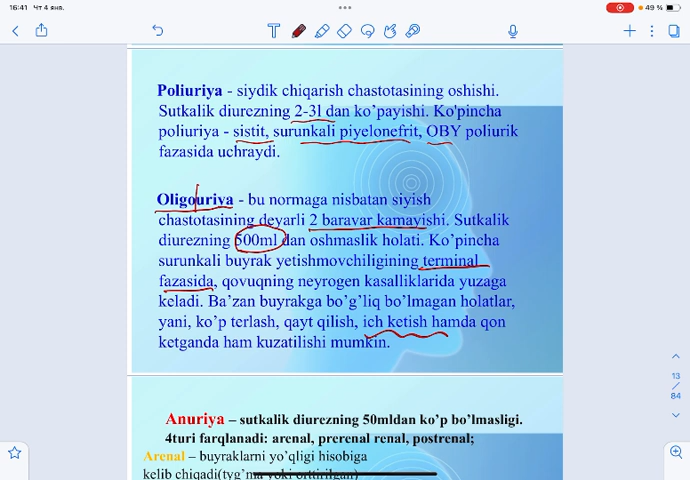 16:41 Чт 4 янв.
49 %
Poliuriya - siydik chiqarish chastotasining oshishi.
Sutkalik diurezning 2-3l dan ko’payishi. Ko'pincha
poliuriya - sistit, surunkali piyelonefrit, OBY poliurik
fazasida uchraydi.
Oligouriya - bu normaga nisbatan siyish
chastotasining deyarli 2 baravar kamayishi. Sutkalik
diurezning 500ml dan oshmaslik holati. Ko’pincha
surunkali buyrak yetishmovchiligining terminal
fazasida, qovuqning neyrogen kasalliklarida yuzaga
keladi. Ba’zan buyrakga bo’g’liq bo’lmagan holatlar,
yani, ko’p terlash, qayt qilish, ich ketish hamda qon
ketganda ham kuzatilishi mumkin.
13
/
84
Anuriya – sutkalik diurezning 50mldan ko’p bo’lmasligi.
4turi farqlanadi: arenal, prerenal renal, postrenal;
Arenal – buyraklarni yo’qligi hisobiga
kelib chiqadi(tyg’ma yoki orttirilgan)